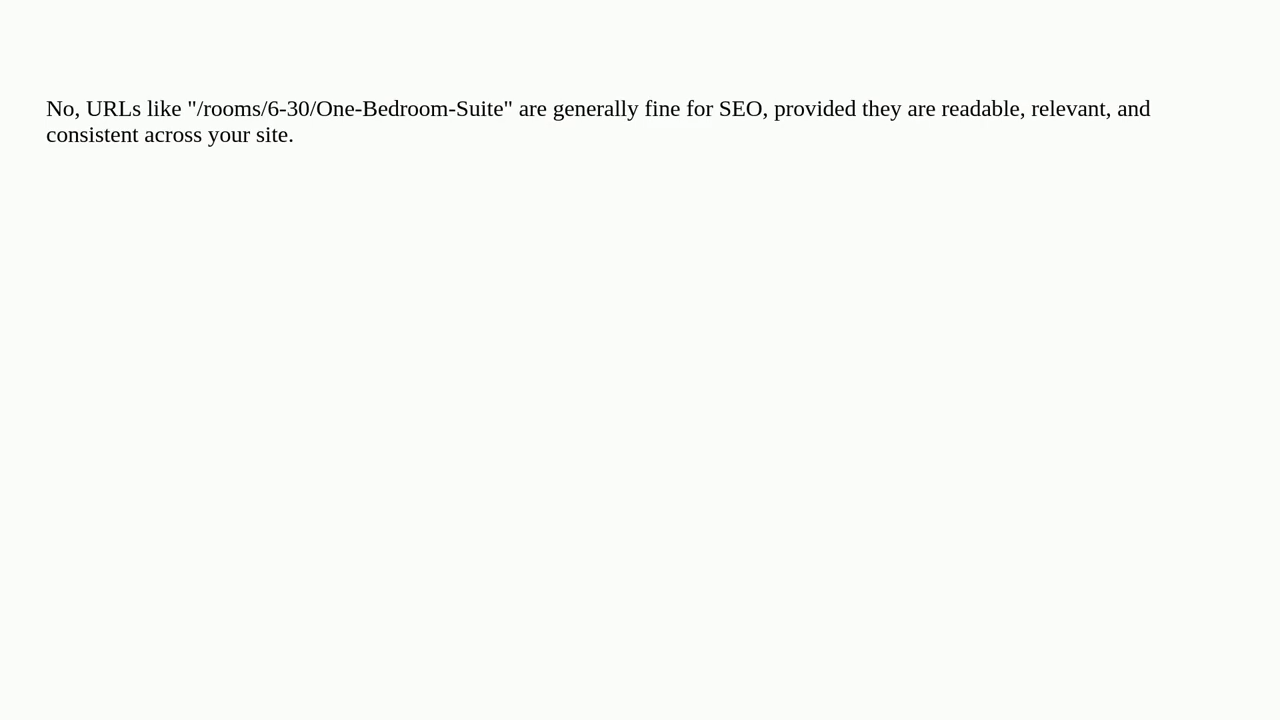 No, URLs like "/rooms/6-30/One-Bedroom-Suite" are generally fine for SEO, provided they are readable, relevant, and
consistent across your site.